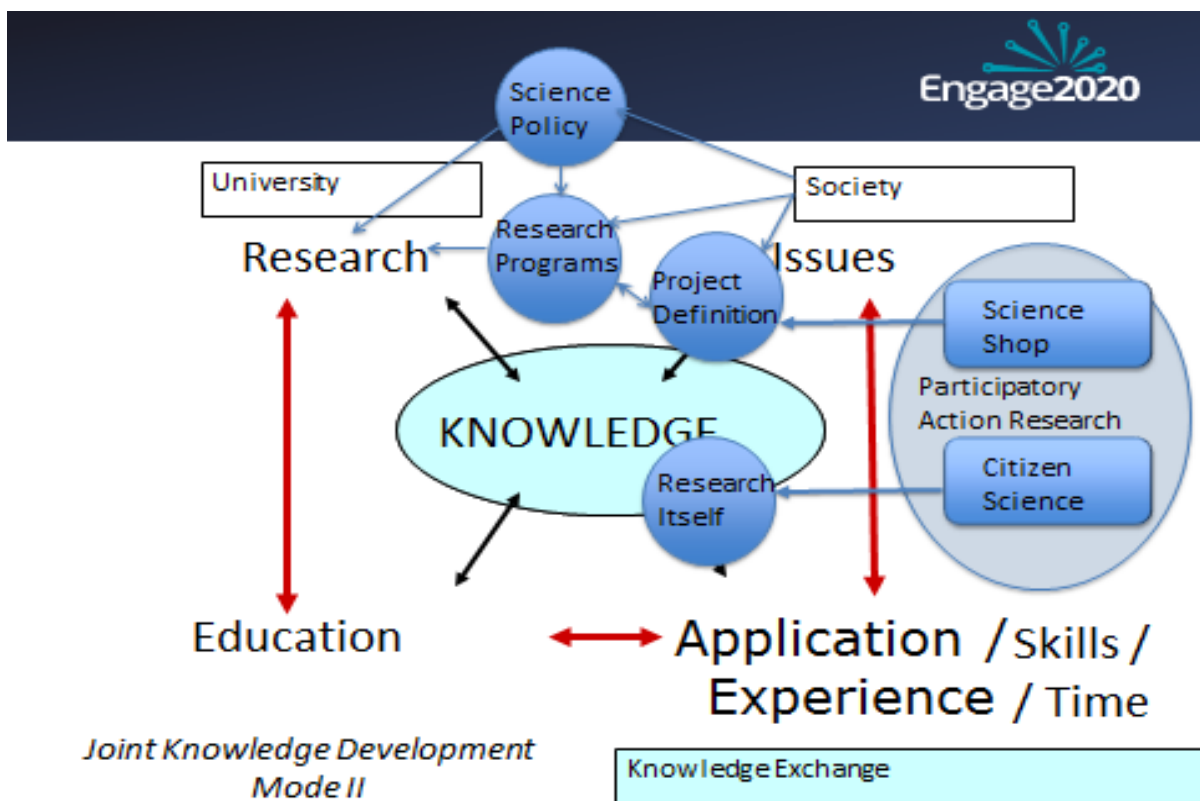 Engage2020
Science
Policy
University
Society
Research
Research
Programs
Issues
Project
Definition
Science
Shop
Participatory
Action Research
KNOWLEDGE
Citizen
Science
Research
Itself
Education
Application / Skills /
Experience / Time
Joint Knowledge Development
Mode II
Knowledge Exchange